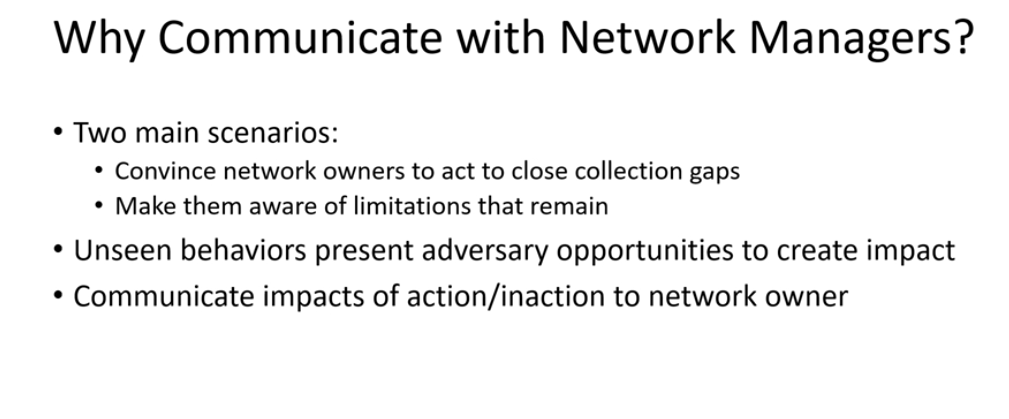 Why Communicate with Network Managers?
• Two main scenarios:
• Convince network owners to act to close collection gaps
• Make them aware of limitations that remain
• Unseen behaviors present adversary opportunities to create impact
• Communicate impacts of action/inaction to network owner